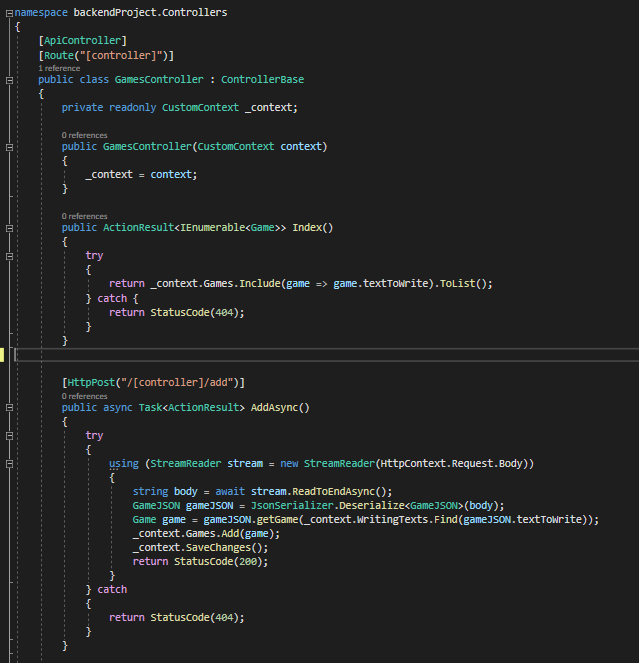 namespace backendProject.Controllers
{
[ApiController]
[Route("[controller]")]
1 reference
public class GamesController : ControllerBase
{
private readonly CustomContext _context;
0 references
public GamesController(CustomContext context)
{
_context = context;
}
0 references
public ActionResult<IEnumerable<Game>> Index()
{
try
{
return _context.Games.Include(game => game.textToWrite).ToList();
} catch {
return StatusCode(404);
}
}
[HttpPost("/[controller]/add")]
0 references
public async Task<ActionResult> AddAsync()
{
try
{
using (StreamReader stream = new StreamReader(HttpContext.Request.Body))
{
string body = await stream.ReadToEndAsync();
GameJSON gameJSON = JsonSerializer.Deserialize<GameJSON>(body);
Game game = gameJSON.getGame(_context.WritingTexts.Find(gameJSON.textToWrite));
_context.Games.Add(game);
_context.SaveChanges();
return StatusCode(200);
}
} catch
{
return StatusCode(404);
}
}